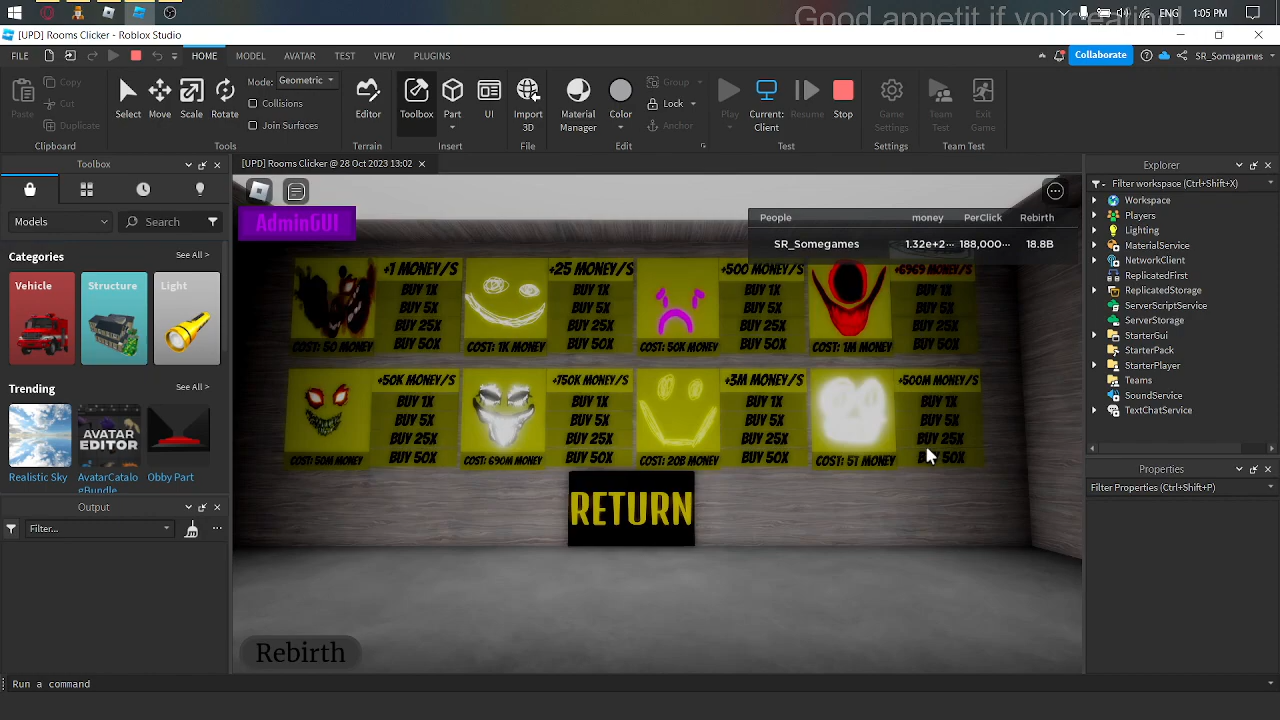 Good appetit if your eating!
ENG 1:05 PM
[UPD] Rooms Clicker - Roblox Studio
FILE HOME MODEL AVATAR TEST VIEW PLUGINS Collaborate SR_Somagames
Paste Copy Cut Duplicate
Clipboard
Select Move Scale Rotate
Mode: Geometric
Collisions
Join Surfaces
Tools
Editor
Terrain
Toolbox Part UI
Insert
Import 3D
File
Material Manager Color
Group
Lock
Anchor
Edit
Play Current: Client Resume Stop
Test
Game Settings
Settings
Team Test Exit Game
Team Test
Toolbox
Models Search
Categories See All >
Vehicle Structure Light
Trending See All >
AVATAR EDITOR
Realistic Sky AvatarCatalogBundle Obby Part
Output
Filter...
[UPD] Rooms Clicker @ 28 Oct 2023 13:02
AdminGUI
People money PerClick Rebirth
SR_Somegames 1.32e+2··· 188,000··· 18.8B
+1 MONEY/S
BUY 1X
BUY 5X
BUY 25X
BUY 50X
COST: 50 MONEY
+25 MONEY/S
BUY 1X
BUY 5X
BUY 25X
BUY 50X
COST: 1K MONEY
+500 MONEY/S
BUY 1X
BUY 5X
BUY 25X
BUY 50X
COST: 50K MONEY
+6969 MONEY/S
BUY 1X
BUY 5X
BUY 25X
BUY 50X
COST: 1M MONEY
+50K MONEY/S
BUY 1X
BUY 5X
BUY 25X
BUY 50X
COST: 50M MONEY
+750K MONEY/S
BUY 1X
BUY 5X
BUY 25X
BUY 50X
COST: 690M MONEY
+3M MONEY/S
BUY 1X
BUY 5X
BUY 25X
BUY 50X
COST: 20B MONEY
+500M MONEY/S
BUY 1X
BUY 5X
BUY 25X
BUY 50X
COST: 5T MONEY
RETURN
Rebirth
Explorer
Filter workspace (Ctrl+Shift+X)
Workspace
Players
Lighting
MaterialService
NetworkClient
ReplicatedFirst
ReplicatedStorage
ServerScriptService
ServerStorage
StarterGui
StarterPack
StarterPlayer
Teams
SoundService
TextChatService
Properties
Filter Properties (Ctrl+Shift+P)
Run a command